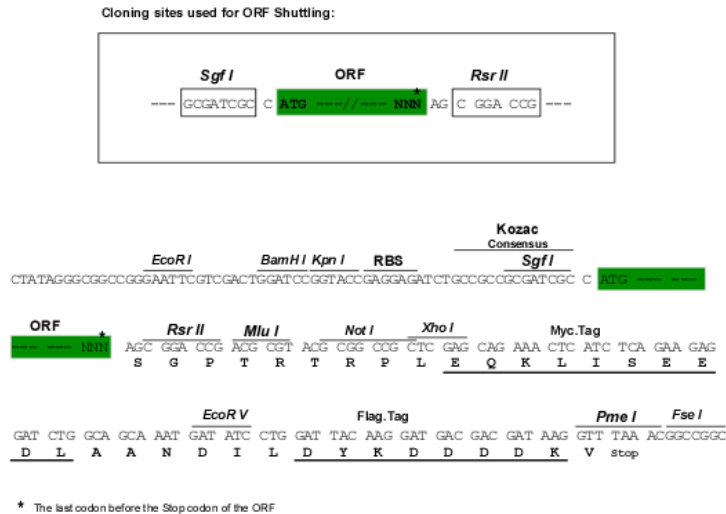 Cloning sites used for ORF Shuttling:
Sgf I ORF Rsr II
*
--- GCGATCGC C ATG ---//--- NNN AG C GGA CCG ---
Kozac
Consensus
EcoR I BamH I Kpn I RBS Sgf I
CTATAGGGCGGCCGGGAATTCGTCGACTGGATCCGGTACCGAGGAGATCTGCCGCCGCGATCGC C ATG --- ---
ORF * Rsr II Mlu I Not I Xho I Myc.Tag
--- --- NNN AGC GGA CCG ACG CGT ACG CGG CCG CTC GAG CAG AAA CTC ATC TCA GAA GAG
S G P T R T R P L E Q K L I S E E
EcoR V Flag.Tag Pme I Fse I
GAT CTG GCA GCA AAT GAT ATC CTG GAT TAC AAG GAT GAC GAC GAT AAG GTT TAA ACGGCCGGC
D L A A N D I L D Y K D D D D K V Stop
* The last codon before the Stop codon of the ORF